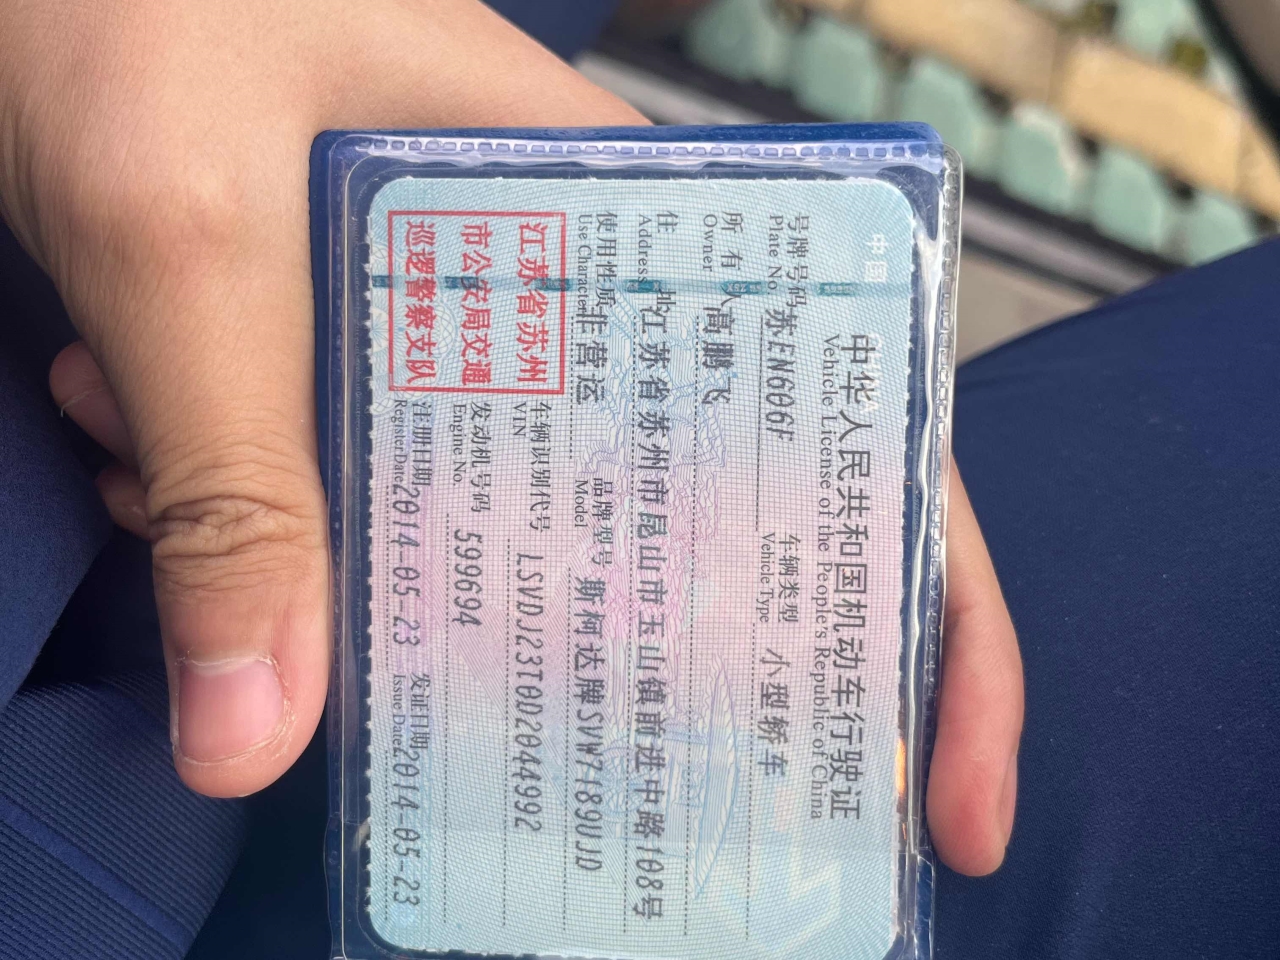 中国
中华人民共和国机动车行驶证
Vehicle License of the People's Republic of China
号牌号码 苏EN606F 车辆类型 小型轿车
Plate No. Vehicle Type
所有人 高鹏飞
Owner
住址 江苏省苏州市昆山市玉山镇前进中路108号
Address
使用性质 非营运 品牌型号 斯柯达牌SVW7189UJD
Use Character Model
江苏省苏州
市公安局交通
巡逻警察支队
车辆识别代号 LSVDJ23T0D2044992
VIN
发动机号码 599694
Engine No.
注册日期 2014-05-23 发证日期 2014-05-23
Register Date Issue Date